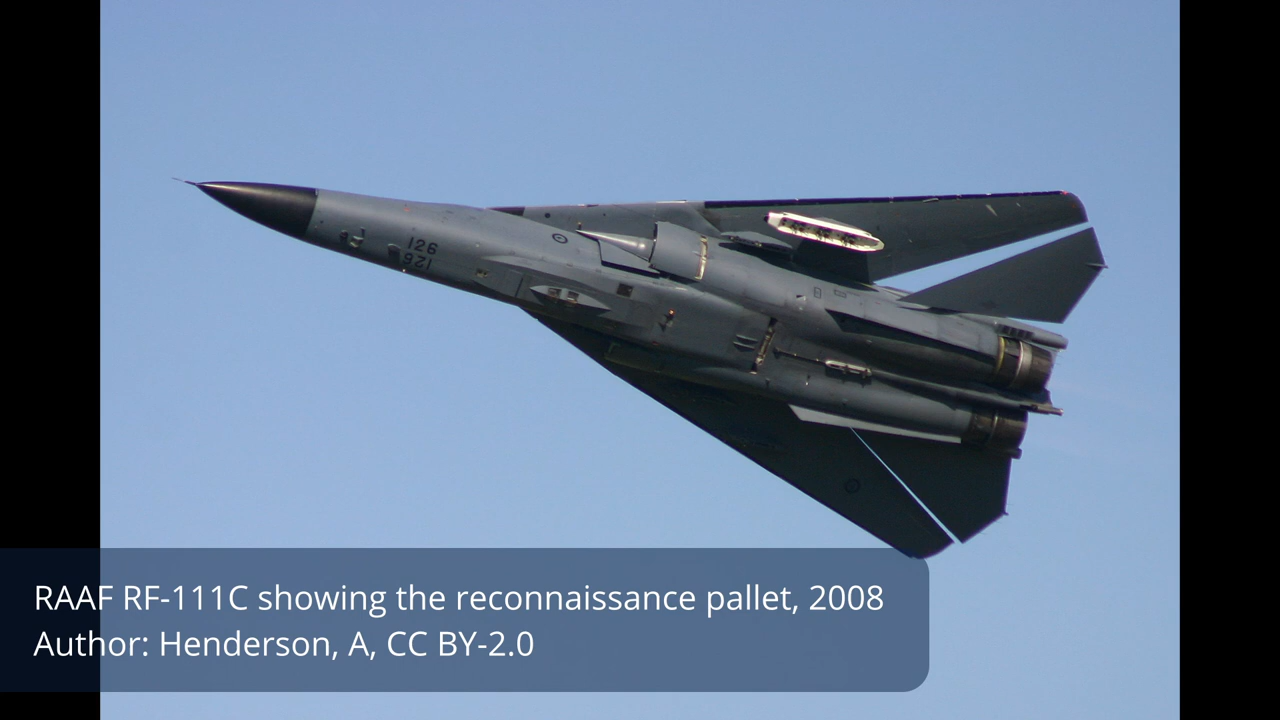 126
126
RAAF RF-111C showing the reconnaissance pallet, 2008
Author: Henderson, A, CC BY-2.0